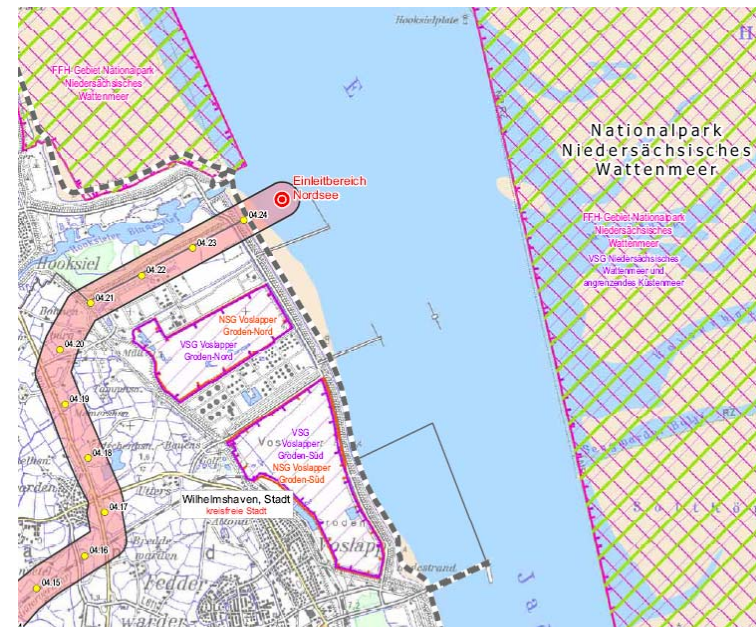 Hooksielplate
H
E
FFH-Gebiet Nationalpark
Niedersächsisches
Wattenmeer
Nationalpark
Niedersächsisches
Wattenmeer
Einleitbereich
Nordsee
04.24
04.23
04.22
04.21
Hooksiel
FFH-Gebiet Nationalpark
Niedersächsisches
Wattenmeer
VSG Niedersächsisches
Wattenmeer und
angrenzendes Küstenmeer
NSG Voslapper
Groden-Nord
VSG Voslapper
Groden-Nord
04.20
04.19
04.18
04.17
04.16
04.15
VSG
Voslapper
Groden-Süd
NSG Voslapper
Groden-Süd
Wilhelmshaven, Stadt
kreisfreie Stadt
Voslapp
Fedder
warder